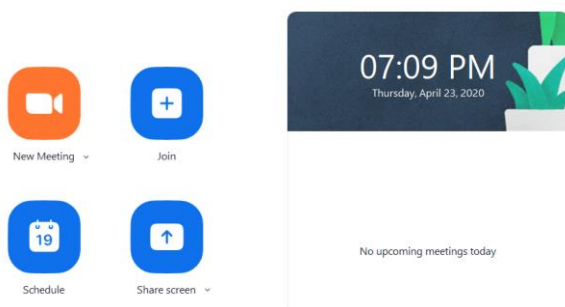 New Meeting
Join
19
Schedule
Share screen
07:09 PM
Thursday, April 23, 2020
No upcoming meetings today